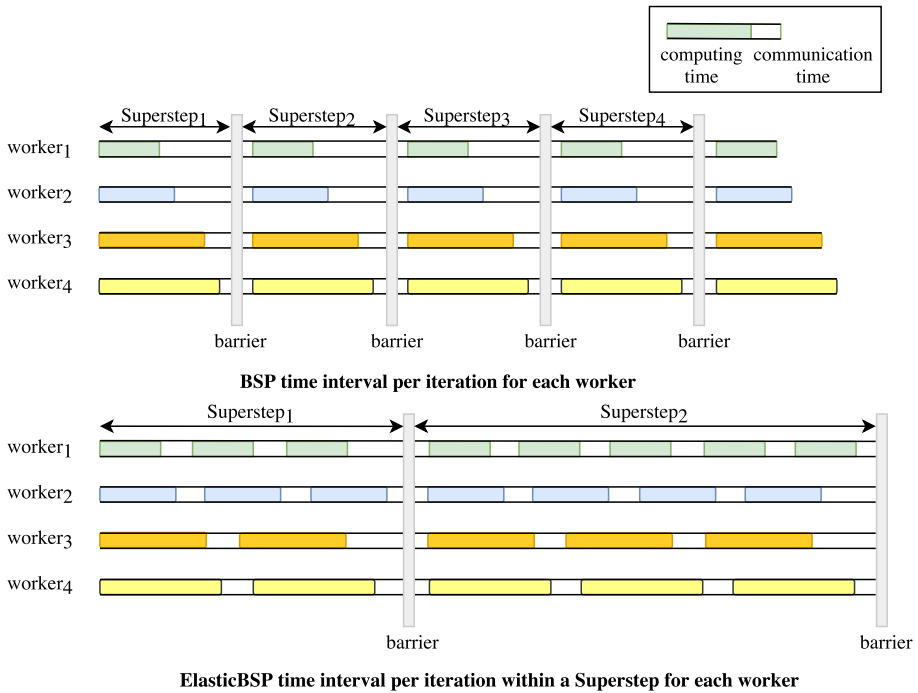 computing communication
time time
Superstep1 Superstep2 Superstep3 Superstep4
worker1
worker2
worker3
worker4
barrier barrier barrier barrier
BSP time interval per iteration for each worker
Superstep1 Superstep2
worker1
worker2
worker3
worker4
barrier barrier
ElasticBSP time interval per iteration within a Superstep for each worker